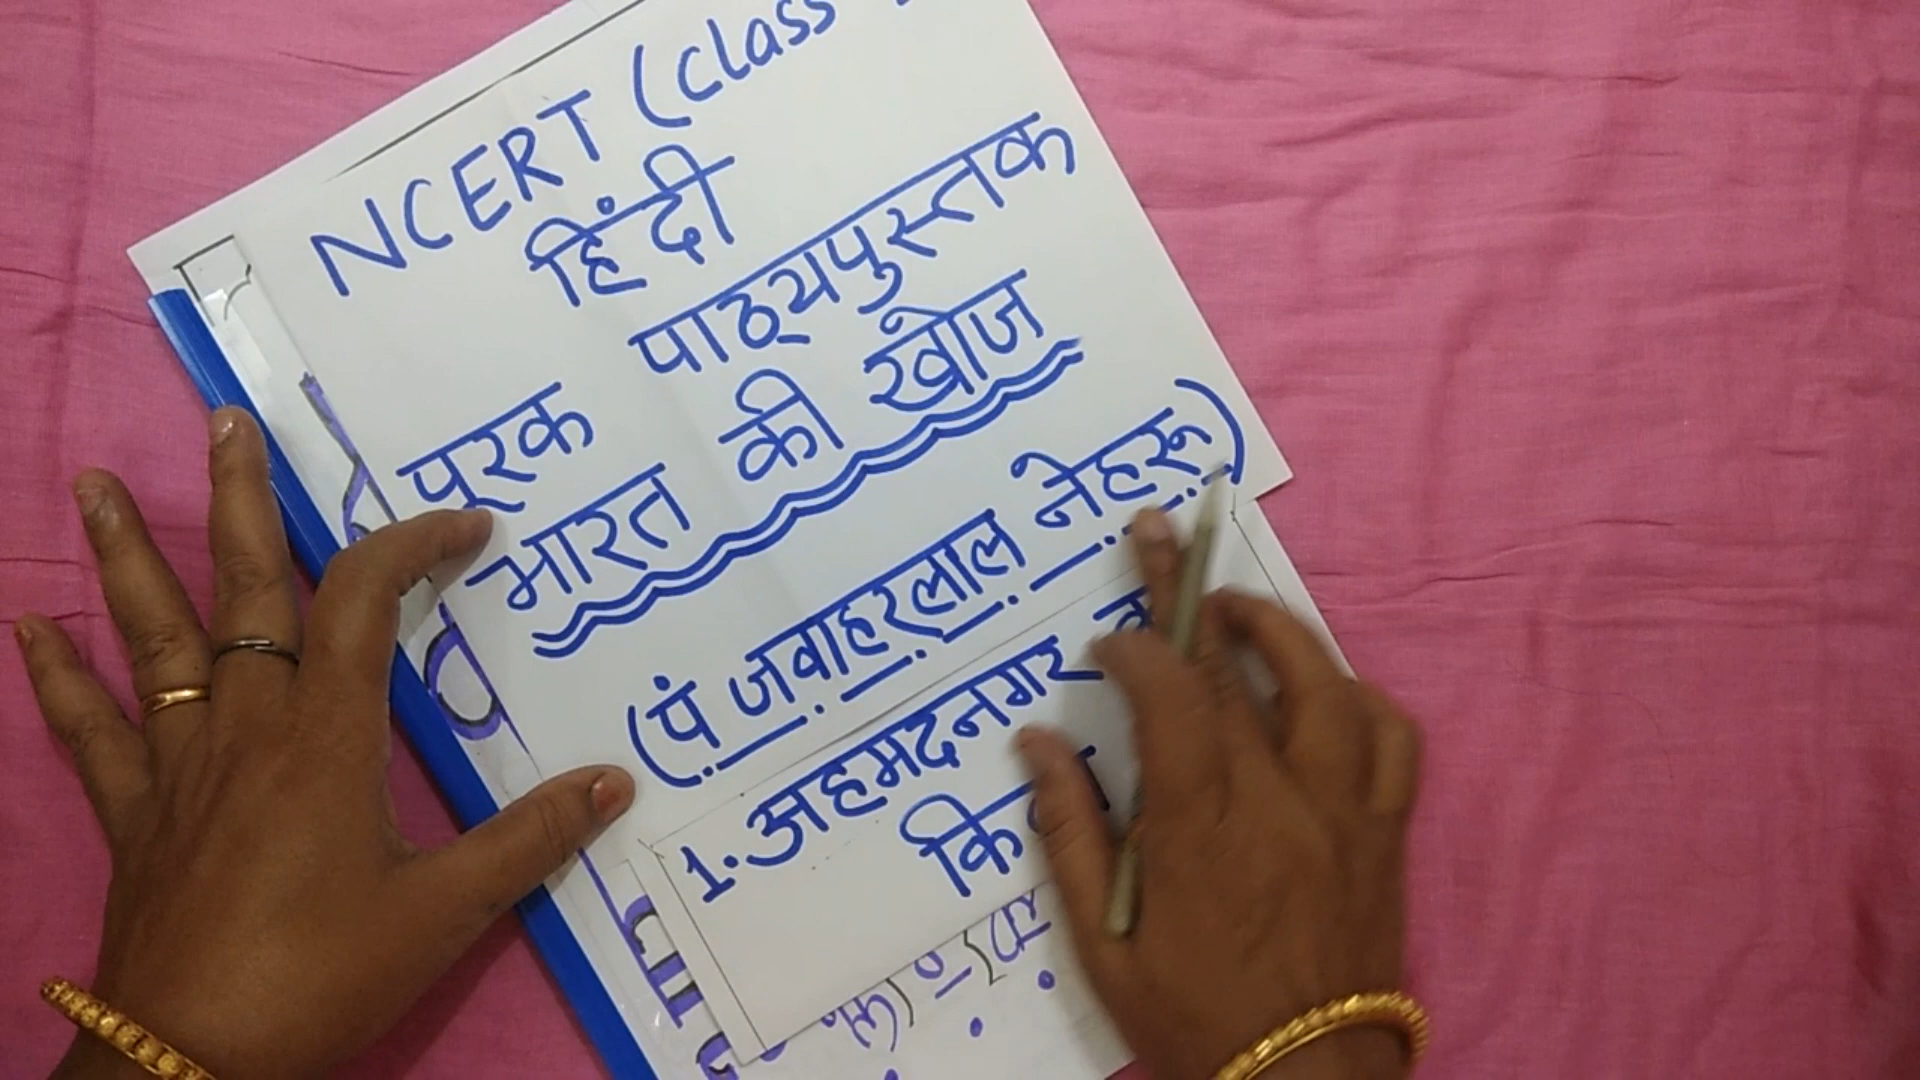 NCERT (Class
हिंदी
पूरक पाठ्यपुस्तक
भारत की खोज
(पं जवाहरलाल नेहरू)
1. अहमदनगर